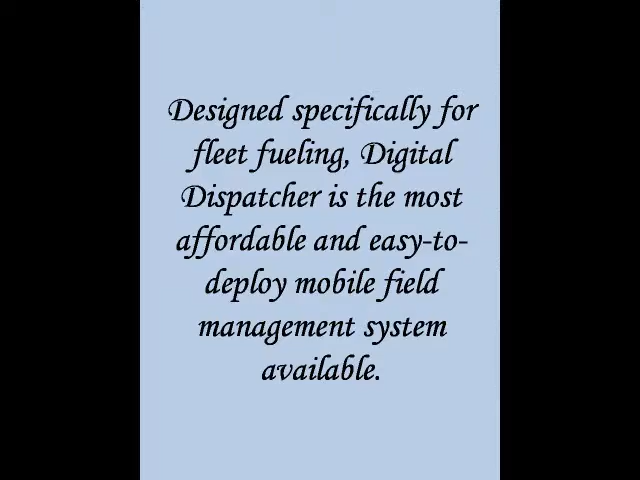 Designed specifically for
fleet fueling, Digital
Dispatcher is the most
affordable and easy-to-
deploy mobile field
management system
available.